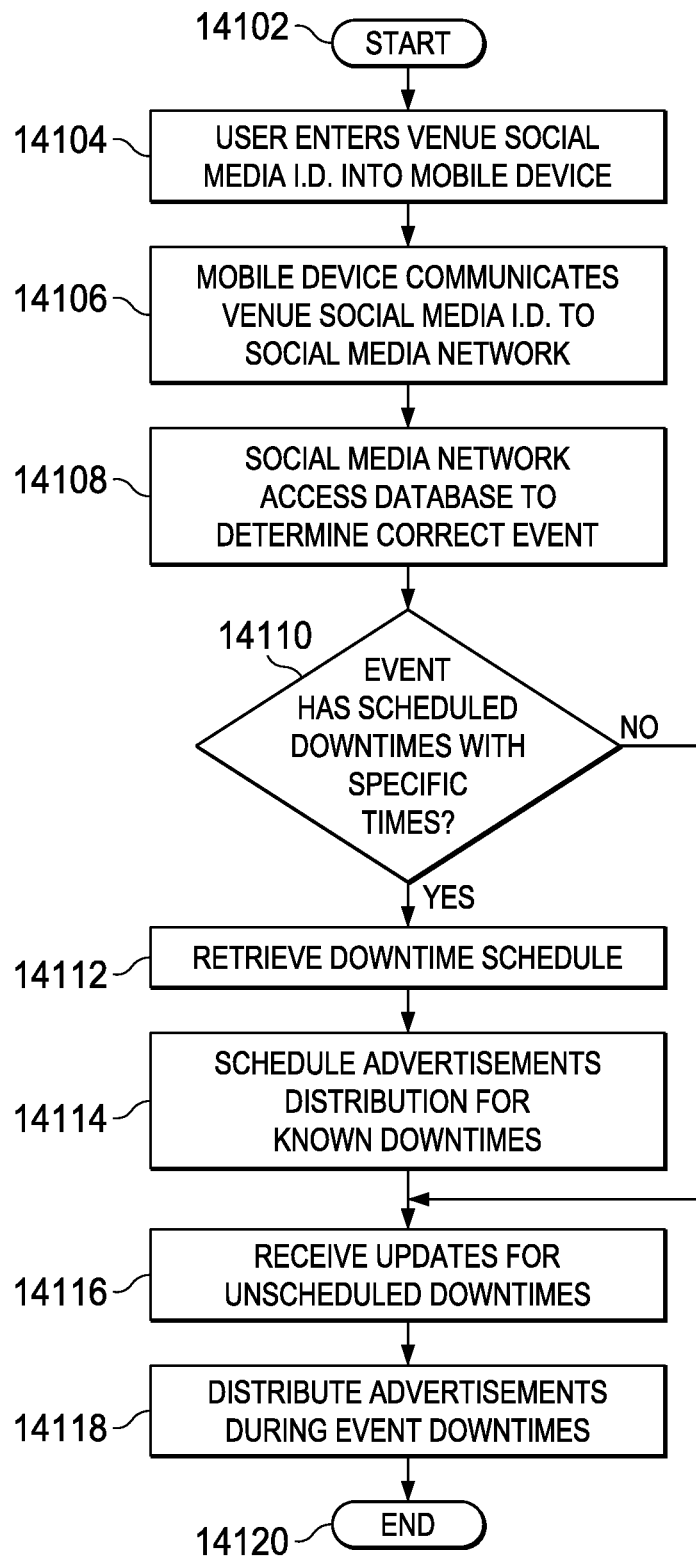 14102
START
14104
USER ENTERS VENUE SOCIAL
MEDIA I.D. INTO MOBILE DEVICE
14106
MOBILE DEVICE COMMUNICATES
VENUE SOCIAL MEDIA I.D. TO
SOCIAL MEDIA NETWORK
14108
SOCIAL MEDIA NETWORK
ACCESS DATABASE TO
DETERMINE CORRECT EVENT
14110
EVENT
HAS SCHEDULED
DOWNTIMES WITH
SPECIFIC
TIMES?
NO
YES
14112
RETRIEVE DOWNTIME SCHEDULE
14114
SCHEDULE ADVERTISEMENTS
DISTRIBUTION FOR
KNOWN DOWNTIMES
14116
RECEIVE UPDATES FOR
UNSCHEDULED DOWNTIMES
14118
DISTRIBUTE ADVERTISEMENTS
DURING EVENT DOWNTIMES
14120
END